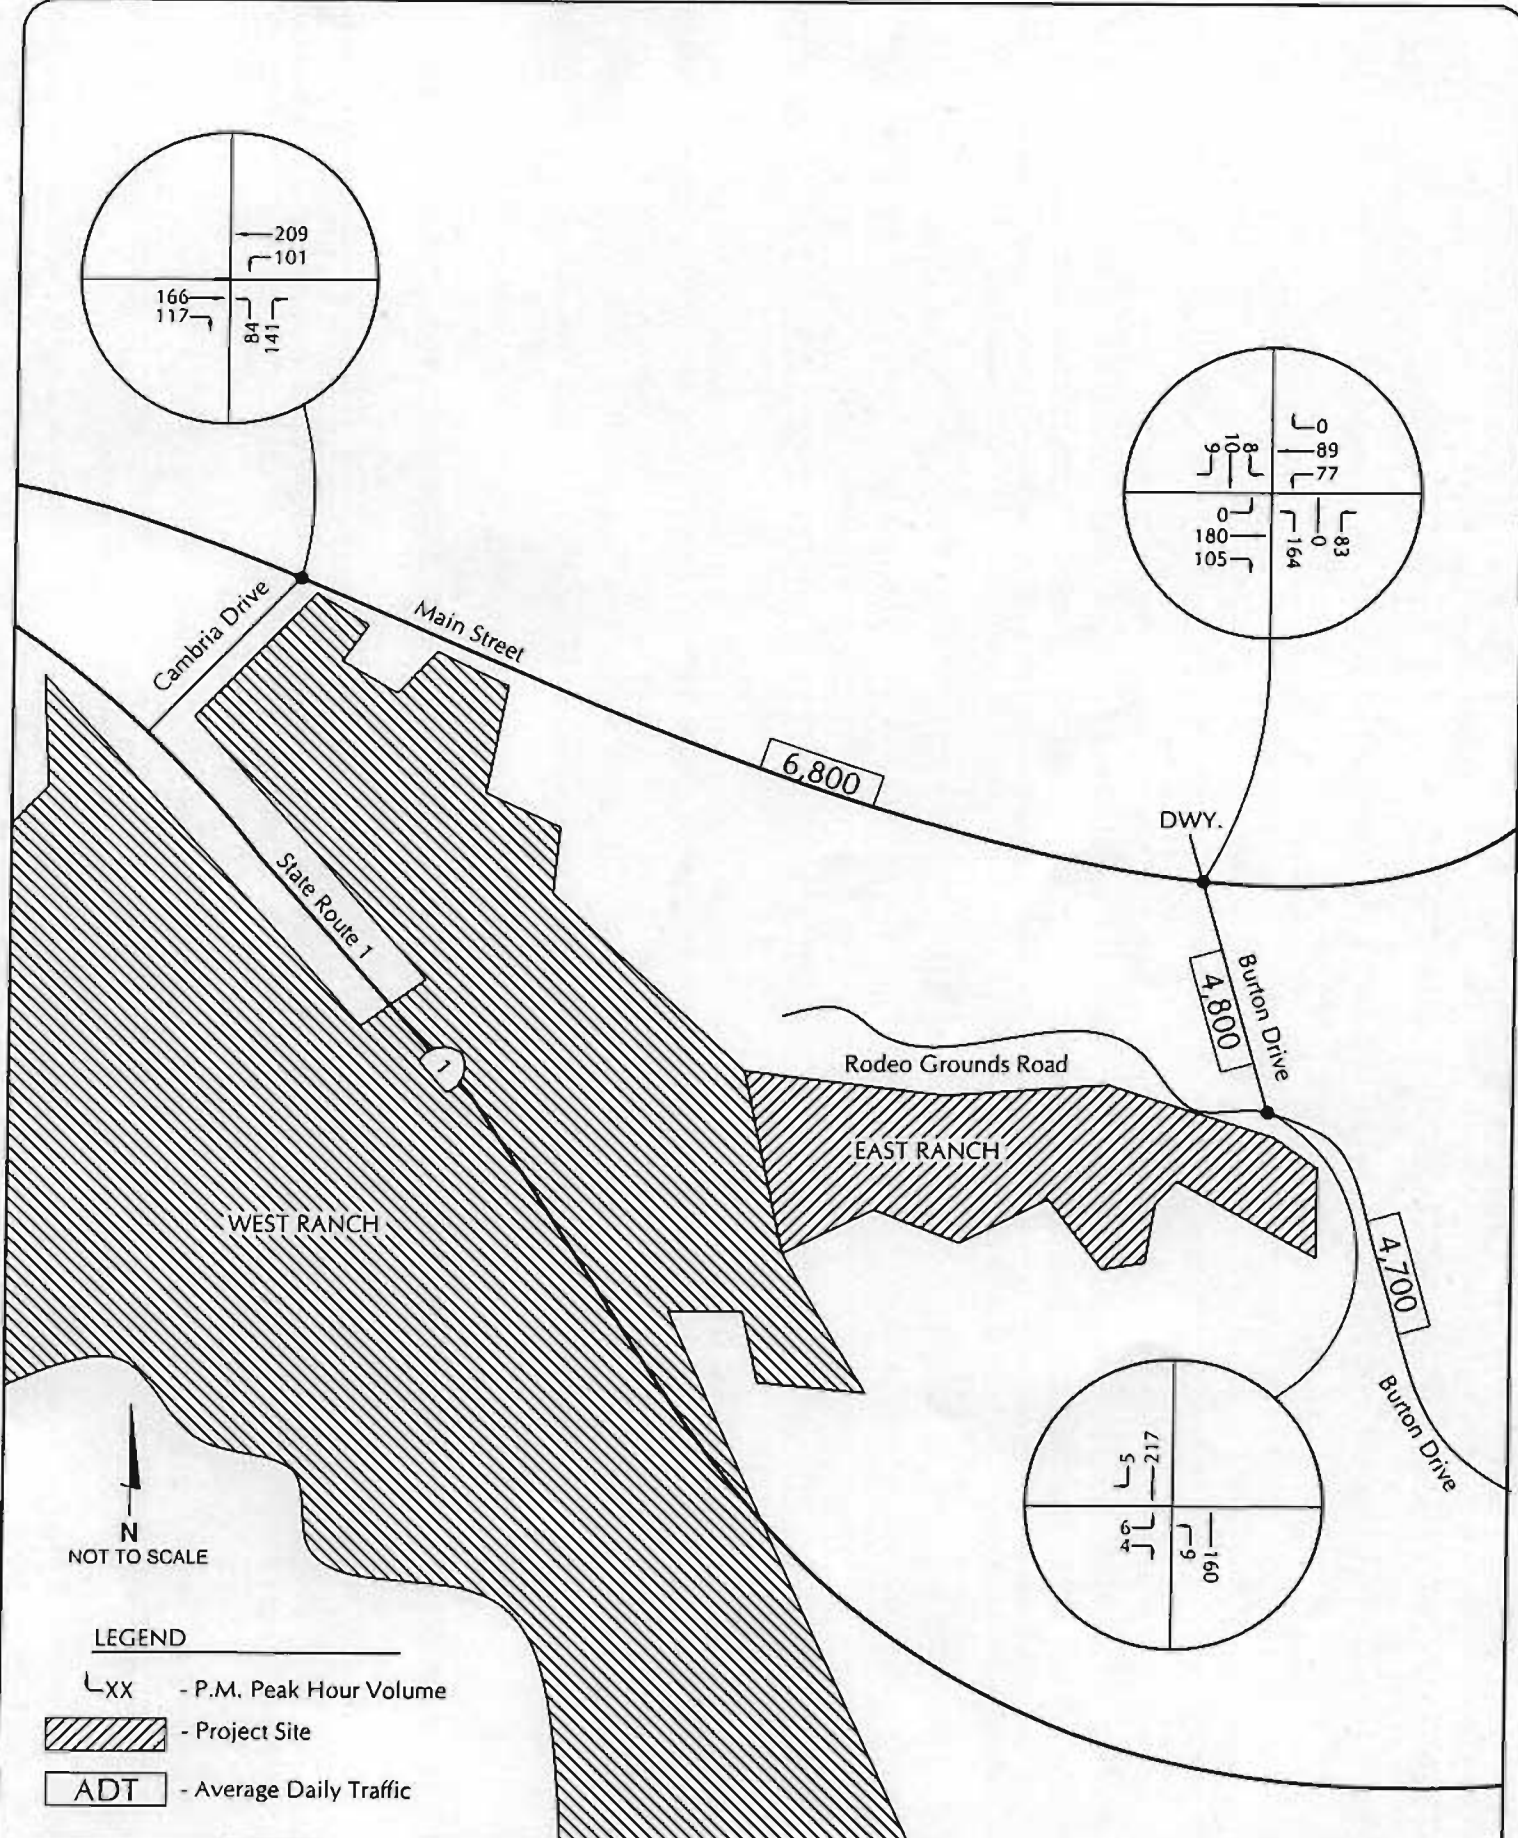 209
101
166
117
84
141
0
89
77
9
10
8
0
180
105
164
0
83
Cambria Drive
Main Street
6,800
DWY.
State Route 1
4,800
Burton Drive
1
Rodeo Grounds Road
EAST RANCH
WEST RANCH
4,700
Burton Drive
5
217
6
4
9
160
N
NOT TO SCALE
LEGEND
XX - P.M. Peak Hour Volume
- Project Site
ADT - Average Daily Traffic